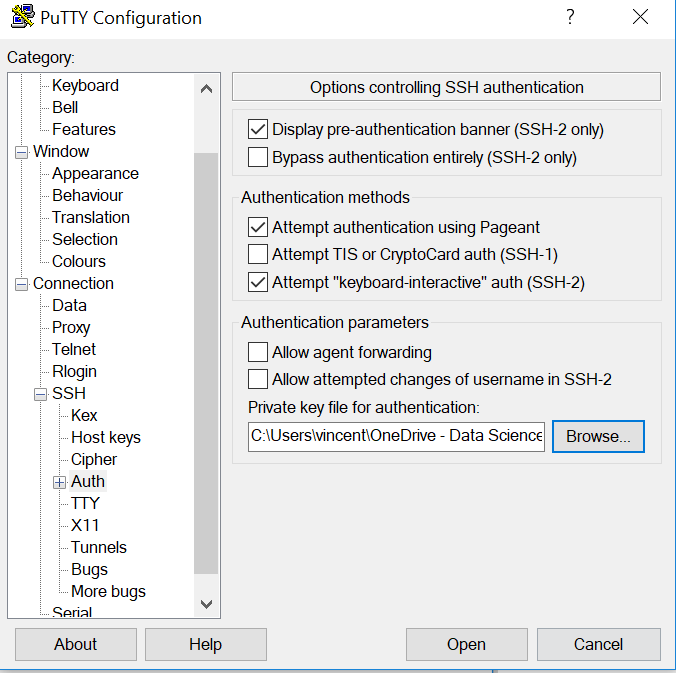 PuTTY Configuration
?
Category:
Keyboard
Bell
Features
Window
Appearance
Behaviour
Translation
Selection
Colours
Connection
Data
Proxy
Telnet
Rlogin
SSH
Kex
Host keys
Cipher
Auth
TTY
X11
Tunnels
Bugs
More bugs
Serial
Options controlling SSH authentication
Display pre-authentication banner (SSH-2 only)
Bypass authentication entirely (SSH-2 only)
Authentication methods
Attempt authentication using Pageant
Attempt TIS or CryptoCard auth (SSH-1)
Attempt "keyboard-interactive" auth (SSH-2)
Authentication parameters
Allow agent forwarding
Allow attempted changes of username in SSH-2
Private key file for authentication:
C:\Users\vincent\OneDrive - Data Science
Browse...
About
Help
Open
Cancel